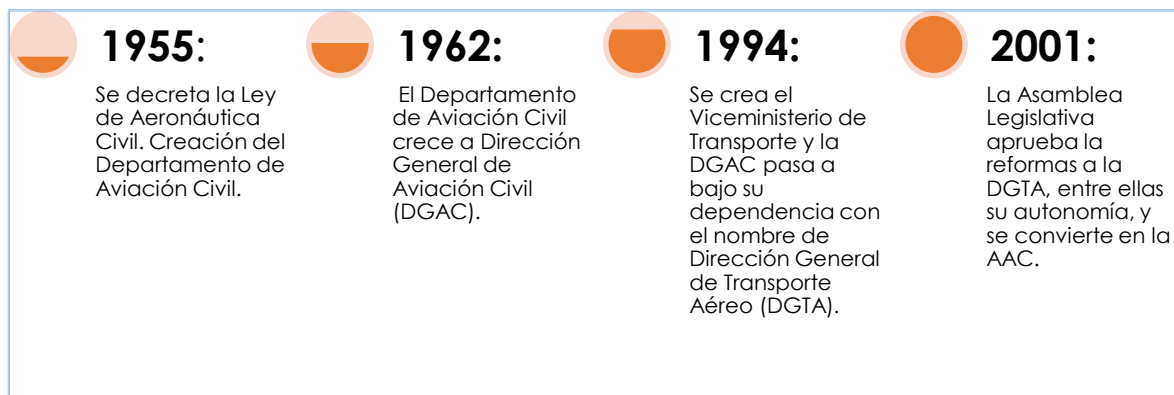 1955:
Se decreta la Ley
de Aeronáutica
Civil. Creación del
Departamento de
Aviación Civil.
1962:
El Departamento
de Aviación Civil
crece a Dirección
General de
Aviación Civil
(DGAC).
1994:
Se crea el
Viceministerio de
Transporte y la
DGAC pasa a
bajo su
dependencia con
el nombre de
Dirección General
de Transporte
Aéreo (DGTA).
2001:
La Asamblea
Legislativa
aprueba la
reformas a la
DGTA, entre ellas
su autonomía, y
se convierte en la
AAC.